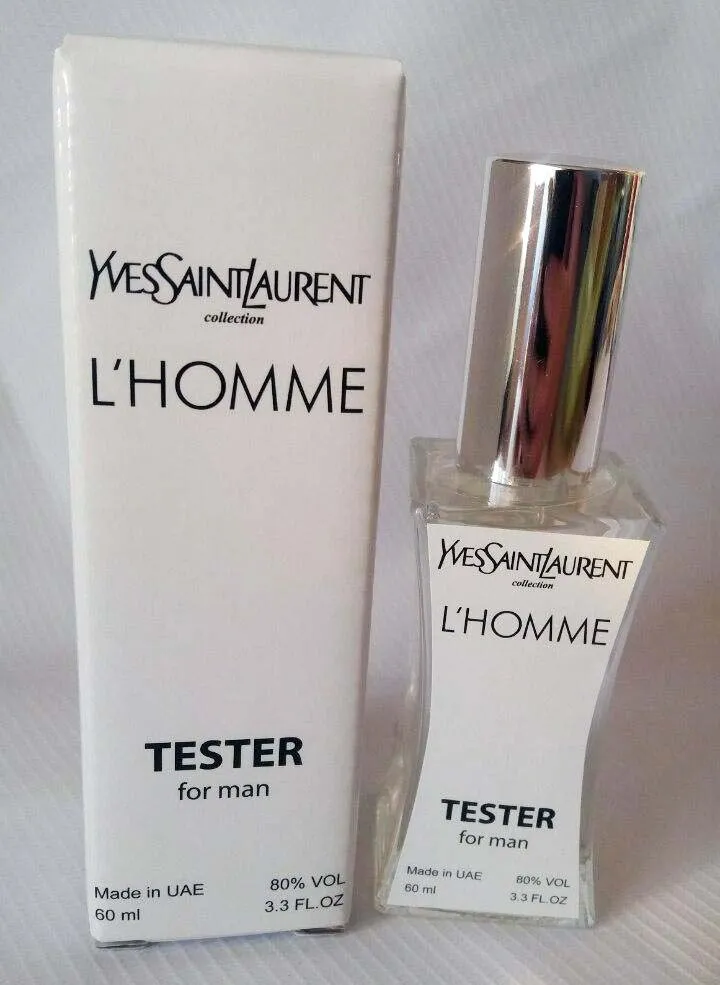 YVESSAINTLAURENT
collection
L'HOMME
TESTER
for man
Made in UAE 80% VOL
60 ml 3.3 FL.OZ
YVESSAINTLAURENT
collection
L'HOMME
TESTER
for man
Made in UAE 80% VOL
60 ml 3.3 FL.OZ